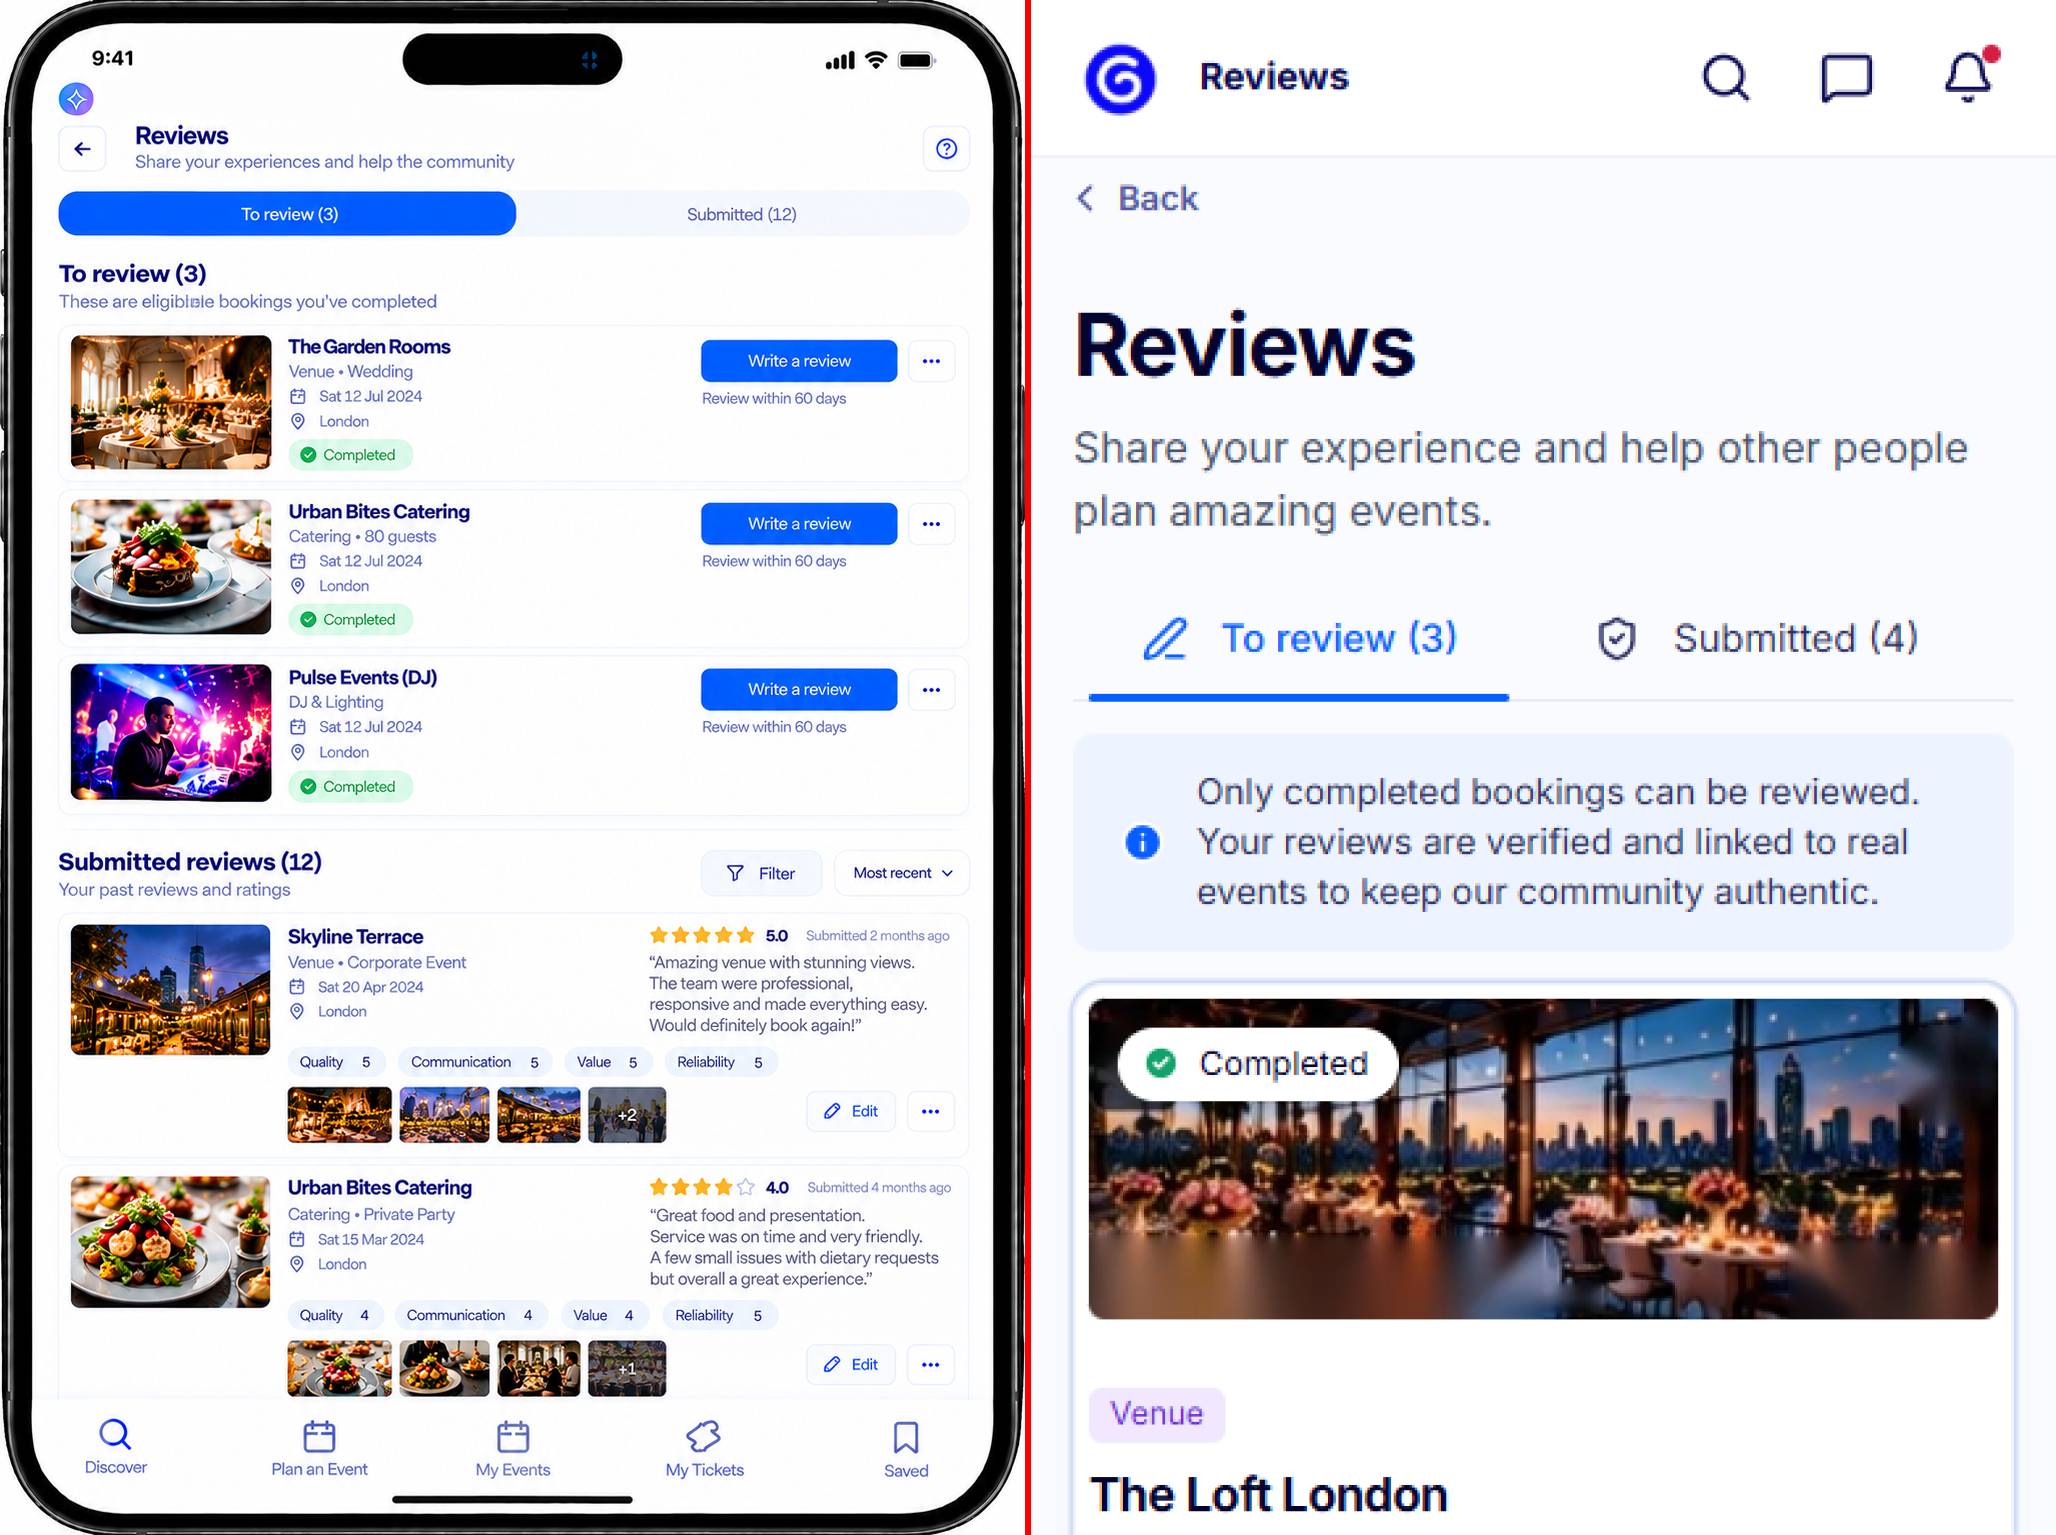 9:41
Reviews
Share your experiences and help the community
To review (3)
Submitted (12)
To review (3)
These are eligiblɐle bookings you've completed
The Garden Rooms
Venue • Wedding
Sat 12 Jul 2024
London
Completed
Write a review
Review within 60 days
Urban Bites Catering
Catering • 80 guests
Sat 12 Jul 2024
London
Completed
Write a review
Review within 60 days
Pulse Events (DJ)
DJ & Lighting
Sat 12 Jul 2024
London
Completed
Write a review
Review within 60 days
Submitted reviews (12)
Your past reviews and ratings
Filter
Most recent
Skyline Terrace
Venue • Corporate Event
Sat 20 Apr 2024
London
5.0 Submitted 2 months ago
“Amazing venue with stunning views.
The team were professional,
responsive and made everything easy.
Would definitely book again!”
Quality 5
Communication 5
Value 5
Reliability 5
+2
Edit
Urban Bites Catering
Catering • Private Party
Sat 15 Mar 2024
London
4.0 Submitted 4 months ago
“Great food and presentation.
Service was on time and very friendly.
A few small issues with dietary requests
but overall a great experience.”
Quality 4
Communication 4
Value 4
Reliability 5
+1
Edit
Discover
Plan an Event
My Events
My Tickets
Saved
Reviews
Back
Reviews
Share your experience and help other people
plan amazing events.
To review (3)
Submitted (4)
Only completed bookings can be reviewed.
Your reviews are verified and linked to real
events to keep our community authentic.
Completed
Venue
The Loft London